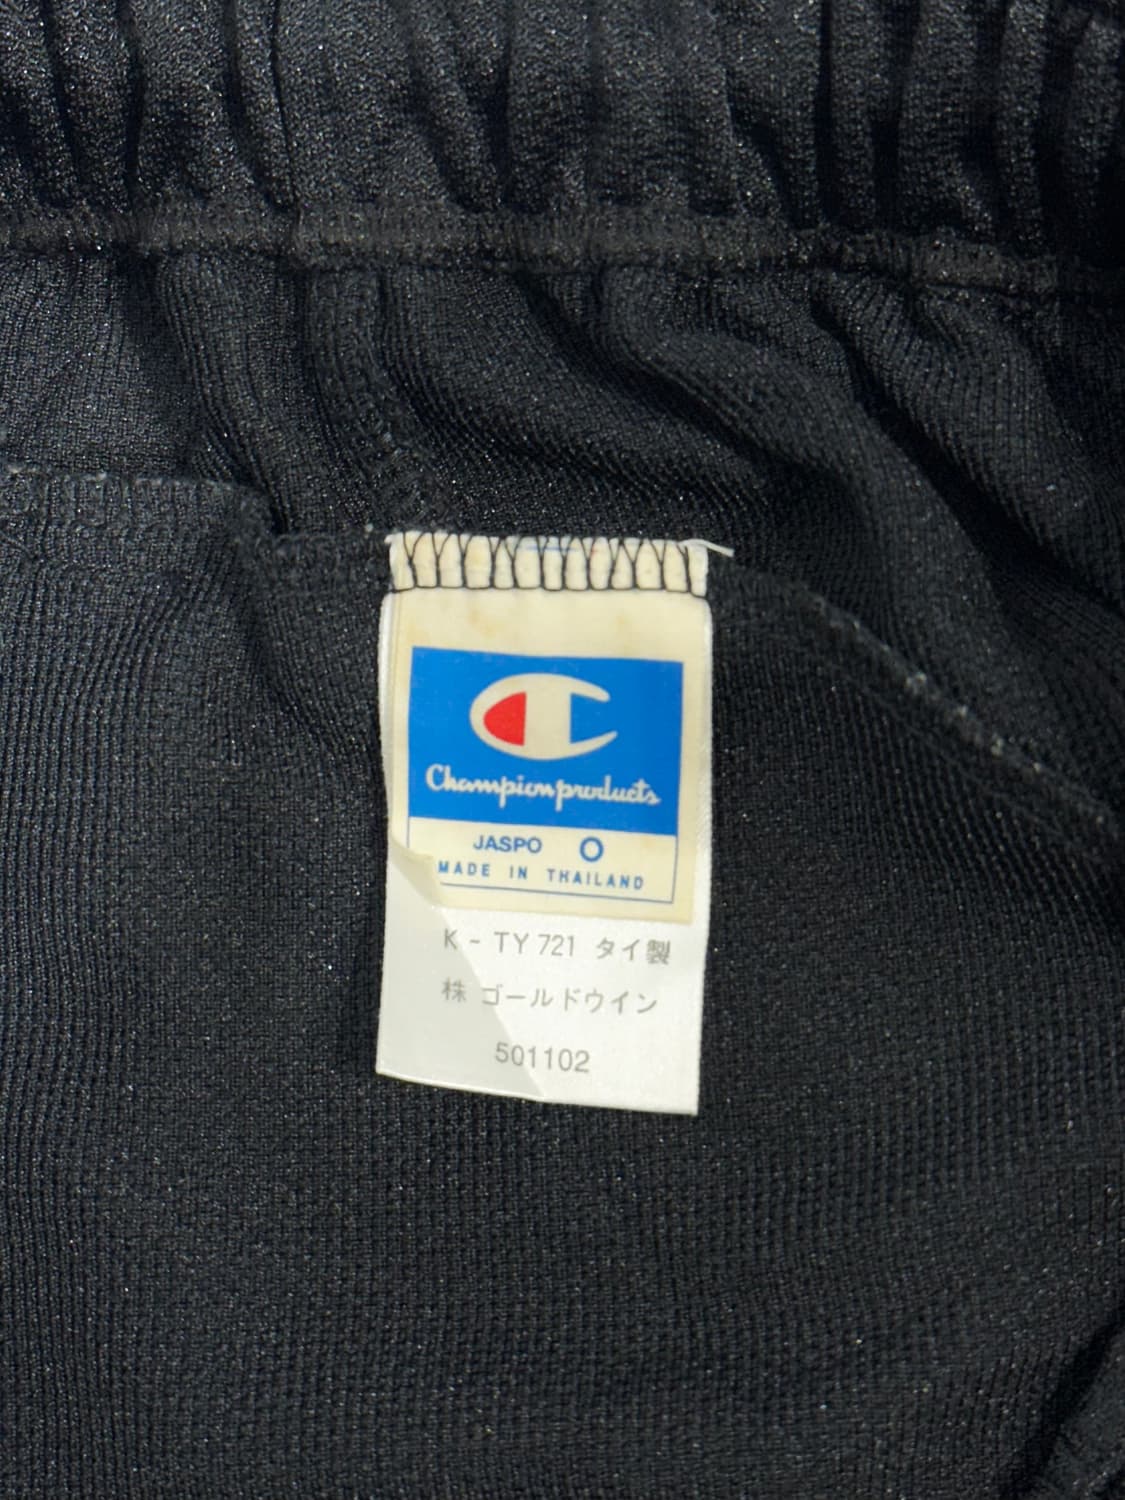 Champion products
JASPO O
MADE IN THAILAND
K - TY 721 タイ製
株 ゴールドウイン
501102